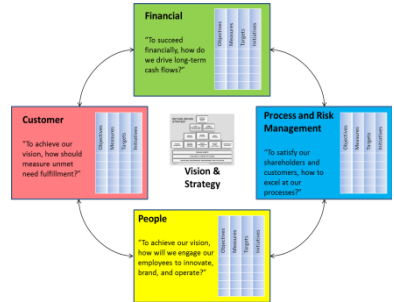 Financial
"To succeed
financially, how do
we drive long-term
cash flows?"
Objectives
Measures
Targets
Initiatives
Customer
"To achieve our
vision, how should
measure unmet
need fulfillment?"
Objectives
Measures
Targets
Initiatives
Vision &
Strategy
Process and Risk
Management
"To satisfy our
shareholders and
customers, how to
excel at our
processes?"
Objectives
Measures
Targets
Initiatives
People
"To achieve our vision,
how will we engage our
employees to innovate,
brand, and operate?"
Objectives
Measures
Targets
Initiatives